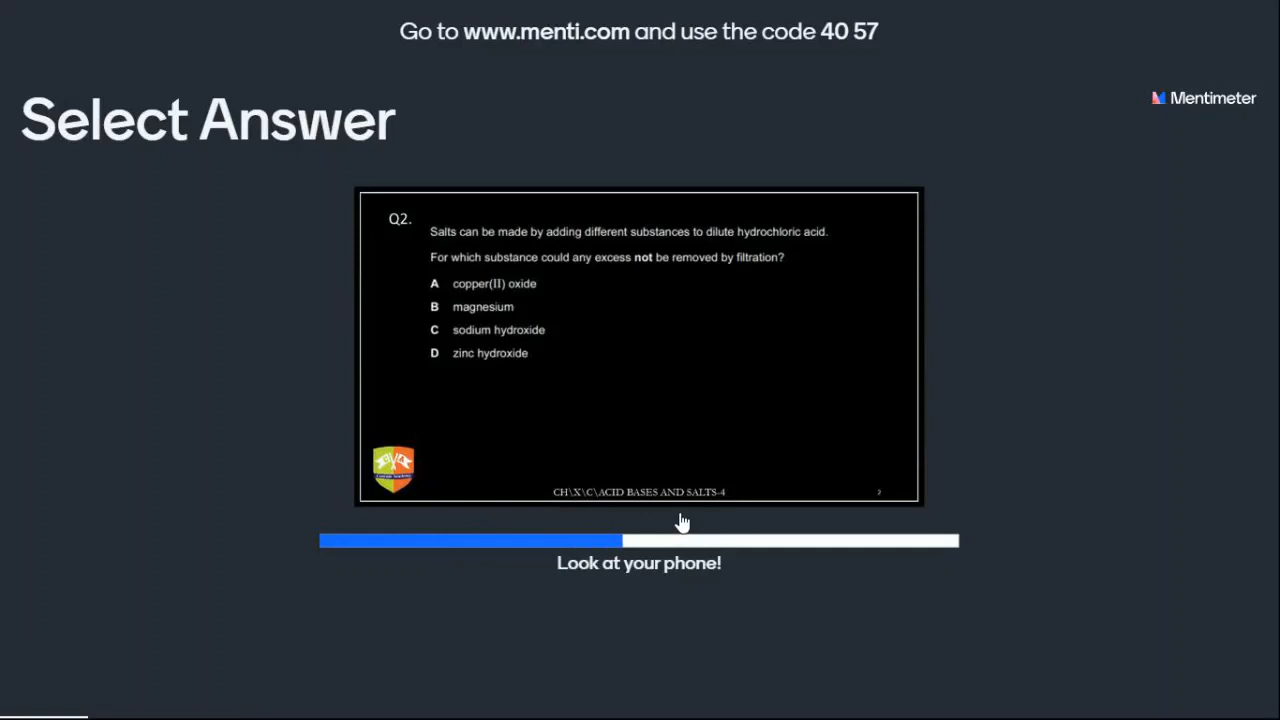 Go to www.menti.com and use the code 40 57
Mentimeter
Select Answer
Q2.
Salts can be made by adding different substances to dilute hydrochloric acid.
For which substance could any excess not be removed by filtration?
A copper(II) oxide
B magnesium
C sodium hydroxide
D zinc hydroxide
CH\X\C\ACID BASES AND SALTS-4
2
Look at your phone!